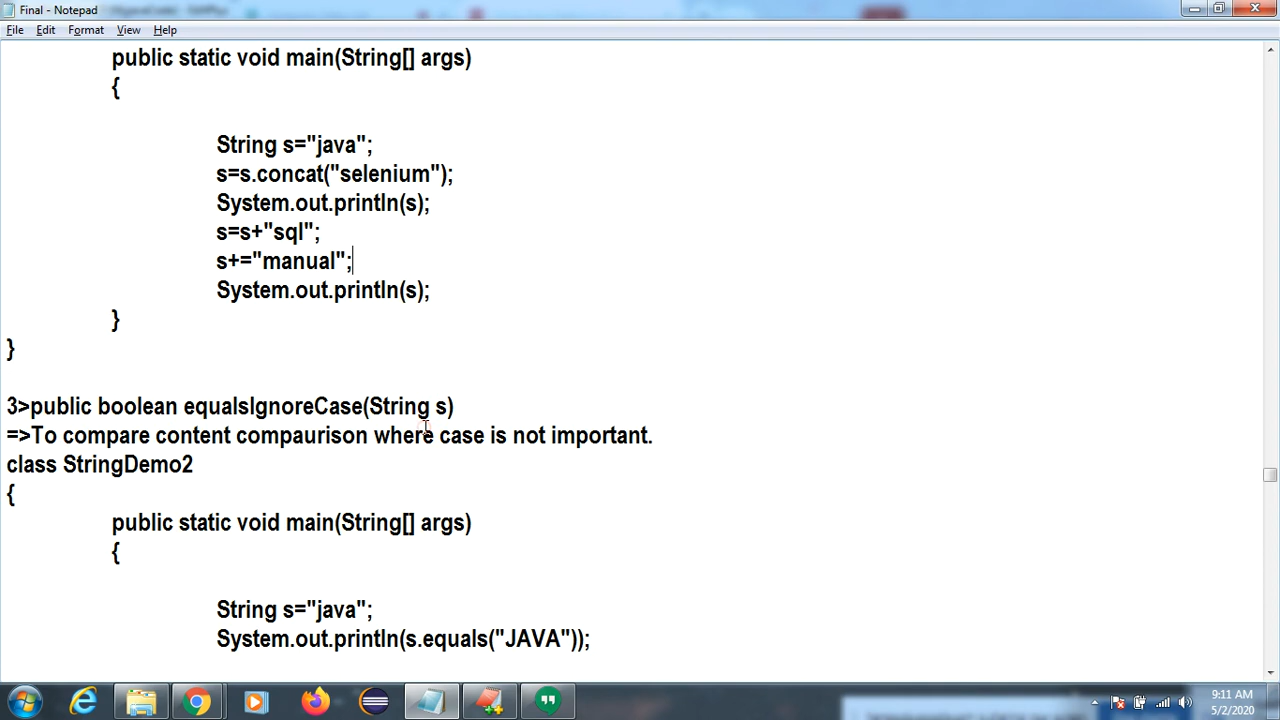 Final - Notepad
File Edit Format View Help
public static void main(String[] args)
{
String s="java";
s=s.concat("selenium");
System.out.println(s);
s=s+"sql";
s+="manual";
System.out.println(s);
}
}
3>public boolean equalsIgnoreCase(String s)
=>To compare content compaurison where case is not important.
class StringDemo2
{
public static void main(String[] args)
{
String s="java";
System.out.println(s.equals("JAVA"));
9:11 AM
5/2/2020